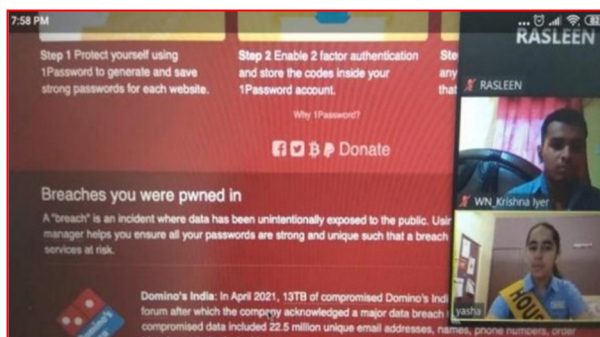 7:58 PM
82
RASLEEN
Step 1 Protect yourself using
1Password to generate and save
strong passwords for each website.
Step 2 Enable 2 factor authentication
and store the codes inside your
1Password account.
Ste
any
that
RASLEEN
Why 1Password?
Donate
WN_Krishna Iyer
Breaches you were pwned in
A "breach" is an incident where data has been unintentionally exposed to the public. Usin
manager helps you ensure all your passwords are strong and unique such that a breach
services at risk.
yasha
HOU
Domino's India: In April 2021, 13TB of compromised Domino's Indi
forum after which the company acknowledged a major data breach
compromised data included 22.5 million unique email addresses, names, phone numbers, order
Domino's